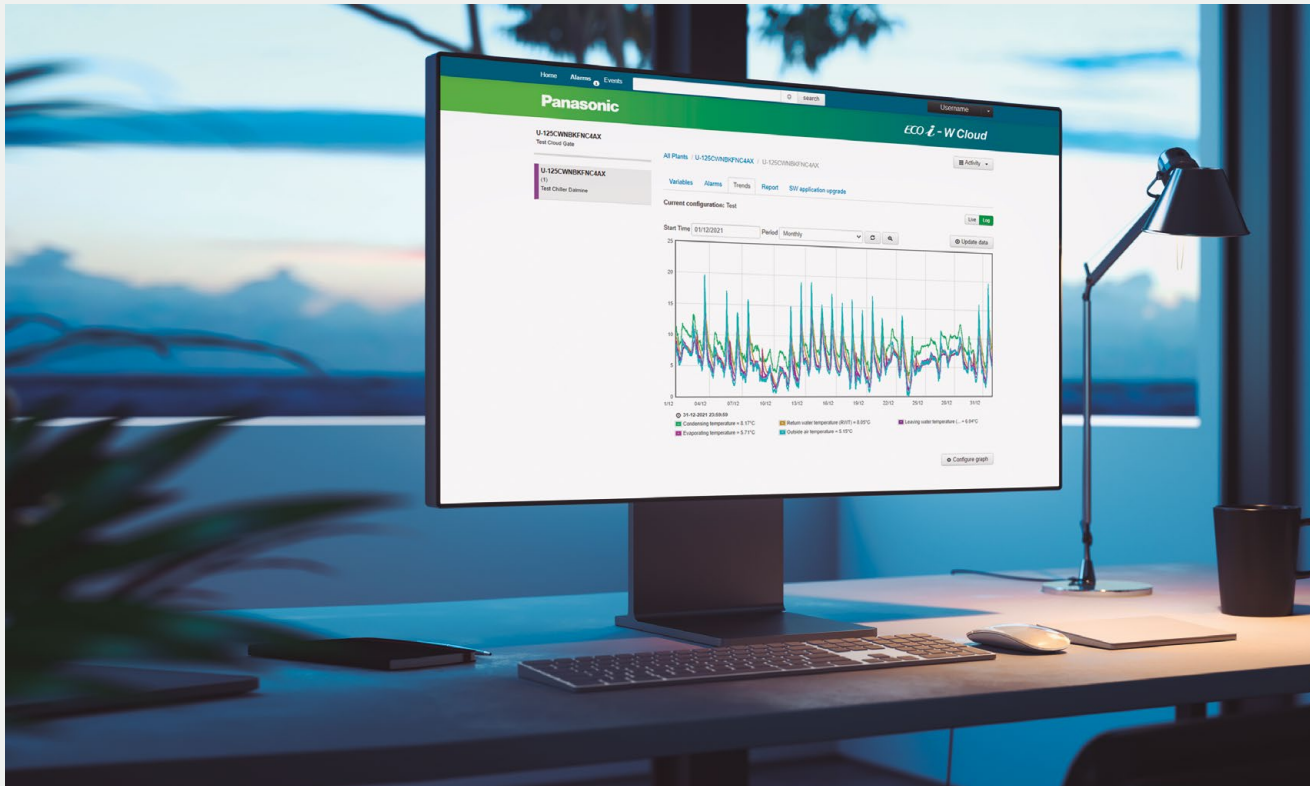 Home Alarms Events
search
Username
Panasonic
ECO i - W Cloud
U-125CWNBKFNC4AX
Test Cloud Gate
U-125CWNBKFNC4AX
(1)
Test Chiller Dalmine
All Plants / U-125CWNBKFNC4AX / U-125CWNBKFNC4AX
Activity
Variables Alarms Trends Report SW application upgrade
Current configuration: Test
Live Log
Start Time 01/12/2021 Period Monthly
Update data
25
20
15
10
5
0
1/12 04/12 07/12 10/12 13/12 16/12 19/12 22/12 25/12 28/12 31/12
31-12-2021 23:59:59
Condensing temperature = 8.17°C Return water temperature (RWT) = 6.05°C Leaving water temperature (... = 6.04°C
Evaporating temperature = 5.71°C Outside air temperature = 5.15°C
Configure graph